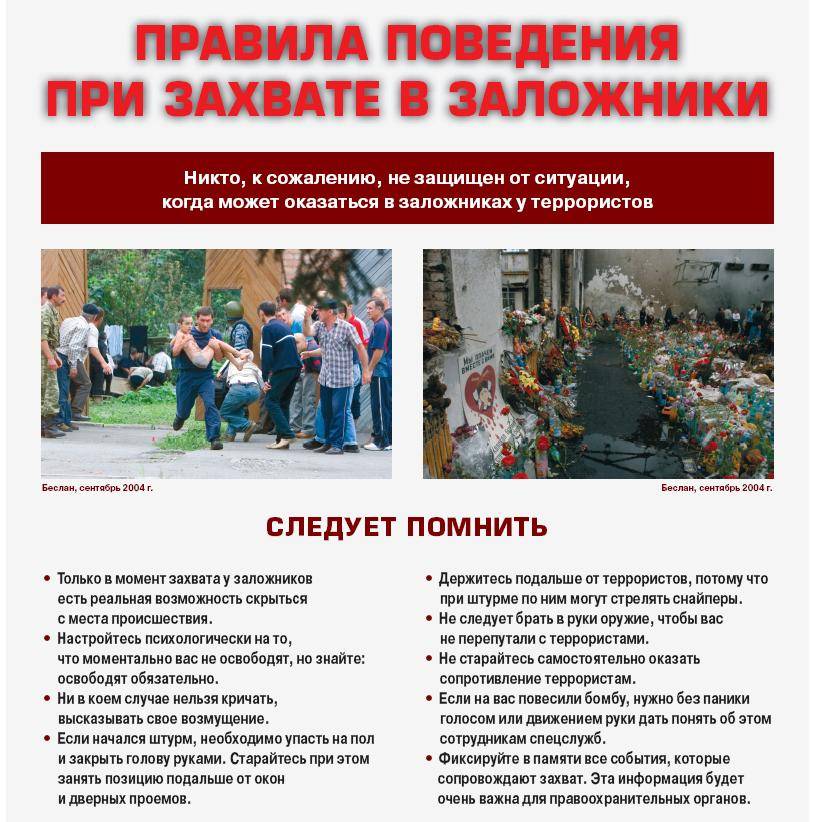 ПРАВИЛА ПОВЕДЕНИЯ
ПРИ ЗАХВАТЕ В ЗАЛОЖНИКИ
Никто, к сожалению, не защищен от ситуации,
когда может оказаться в заложниках у террористов
Мы плачем
вместе с вами
Беслан, сентябрь 2004 г.
Беслан, сентябрь 2004 г.
СЛЕДУЕТ ПОМНИТЬ
• Только в момент захвата у заложников
есть реальная возможность скрыться
с места происшествия.
• Настройтесь психологически на то,
что моментально вас не освободят, но знайте:
освободят обязательно.
• Ни в коем случае нельзя кричать,
высказывать свое возмущение.
• Если начался штурм, необходимо упасть на пол
и закрыть голову руками. Старайтесь при этом
занять позицию подальше от окон
и дверных проемов.
• Держитесь подальше от террористов, потому что
при штурме по ним могут стрелять снайперы.
• Не следует брать в руки оружие, чтобы вас
не перепутали с террористами.
• Не старайтесь самостоятельно оказать
сопротивление террористам.
• Если на вас повесили бомбу, нужно без паники
голосом или движением руки дать понять об этом
сотрудникам спецслужб.
• Фиксируйте в памяти все события, которые
сопровождают захват. Эта информация будет
очень важна для правоохранительных органов.